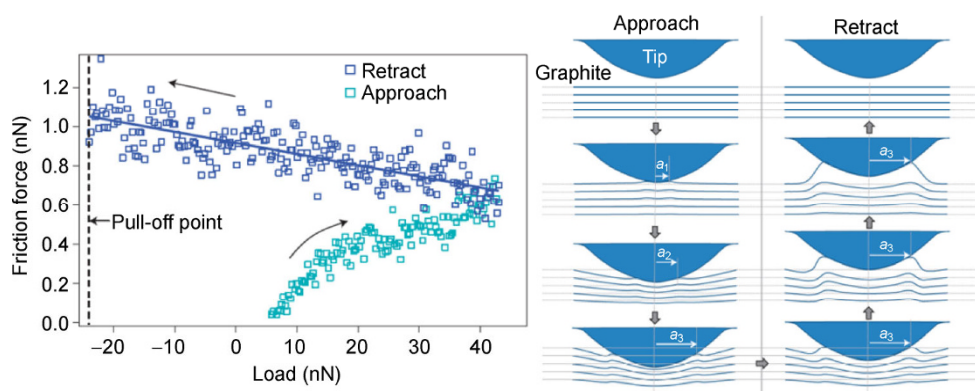 Friction force (nN)
1.2
1.0
0.8
0.6
0.4
0.2
0.0
Retract
Approach
Pull-off point
–20
–10
0
10
20
30
40
Load (nN)
Approach
Retract
Tip
Graphite
a1
a2
a3
a3
a3
a3